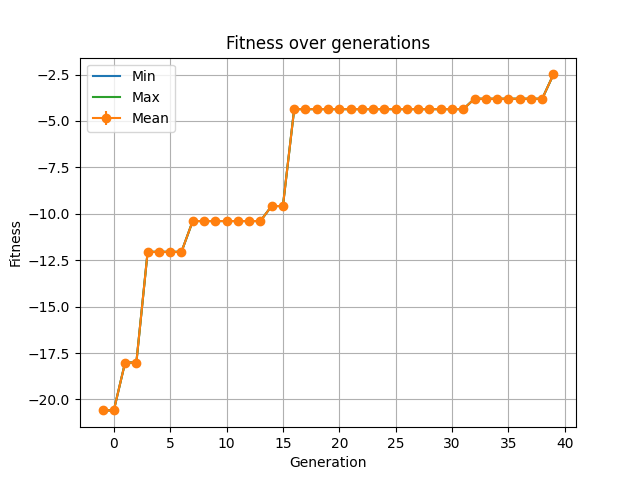 Fitness over generations
Min
Max
Mean
−2.5
−5.0
−7.5
−10.0
−12.5
−15.0
−17.5
−20.0
Fitness
0 5 10 15 20 25 30 35 40
Generation